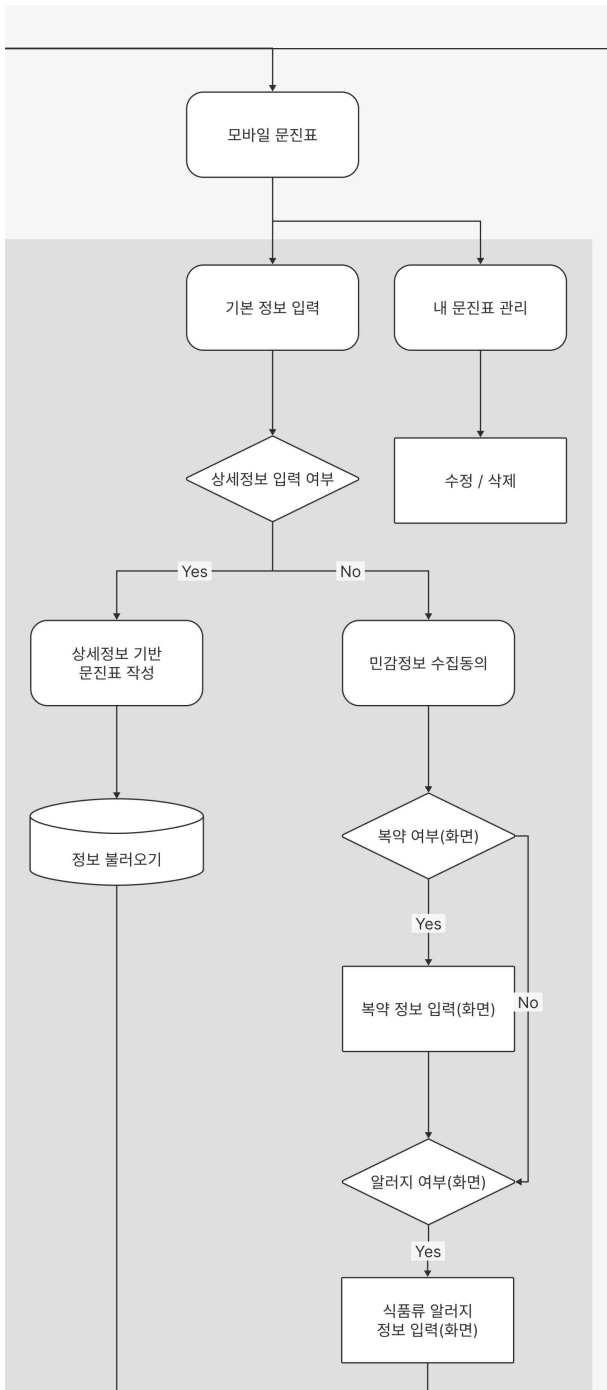 모바일 문진표
기본 정보 입력
내 문진표 관리
상세정보 입력 여부
수정 / 삭제
Yes
No
상세정보 기반
문진표 작성
민감정보 수집동의
정보 불러오기
복약 여부(화면)
Yes
복약 정보 입력(화면)
No
알러지 여부(화면)
Yes
식품류 알러지
정보 입력(화면)